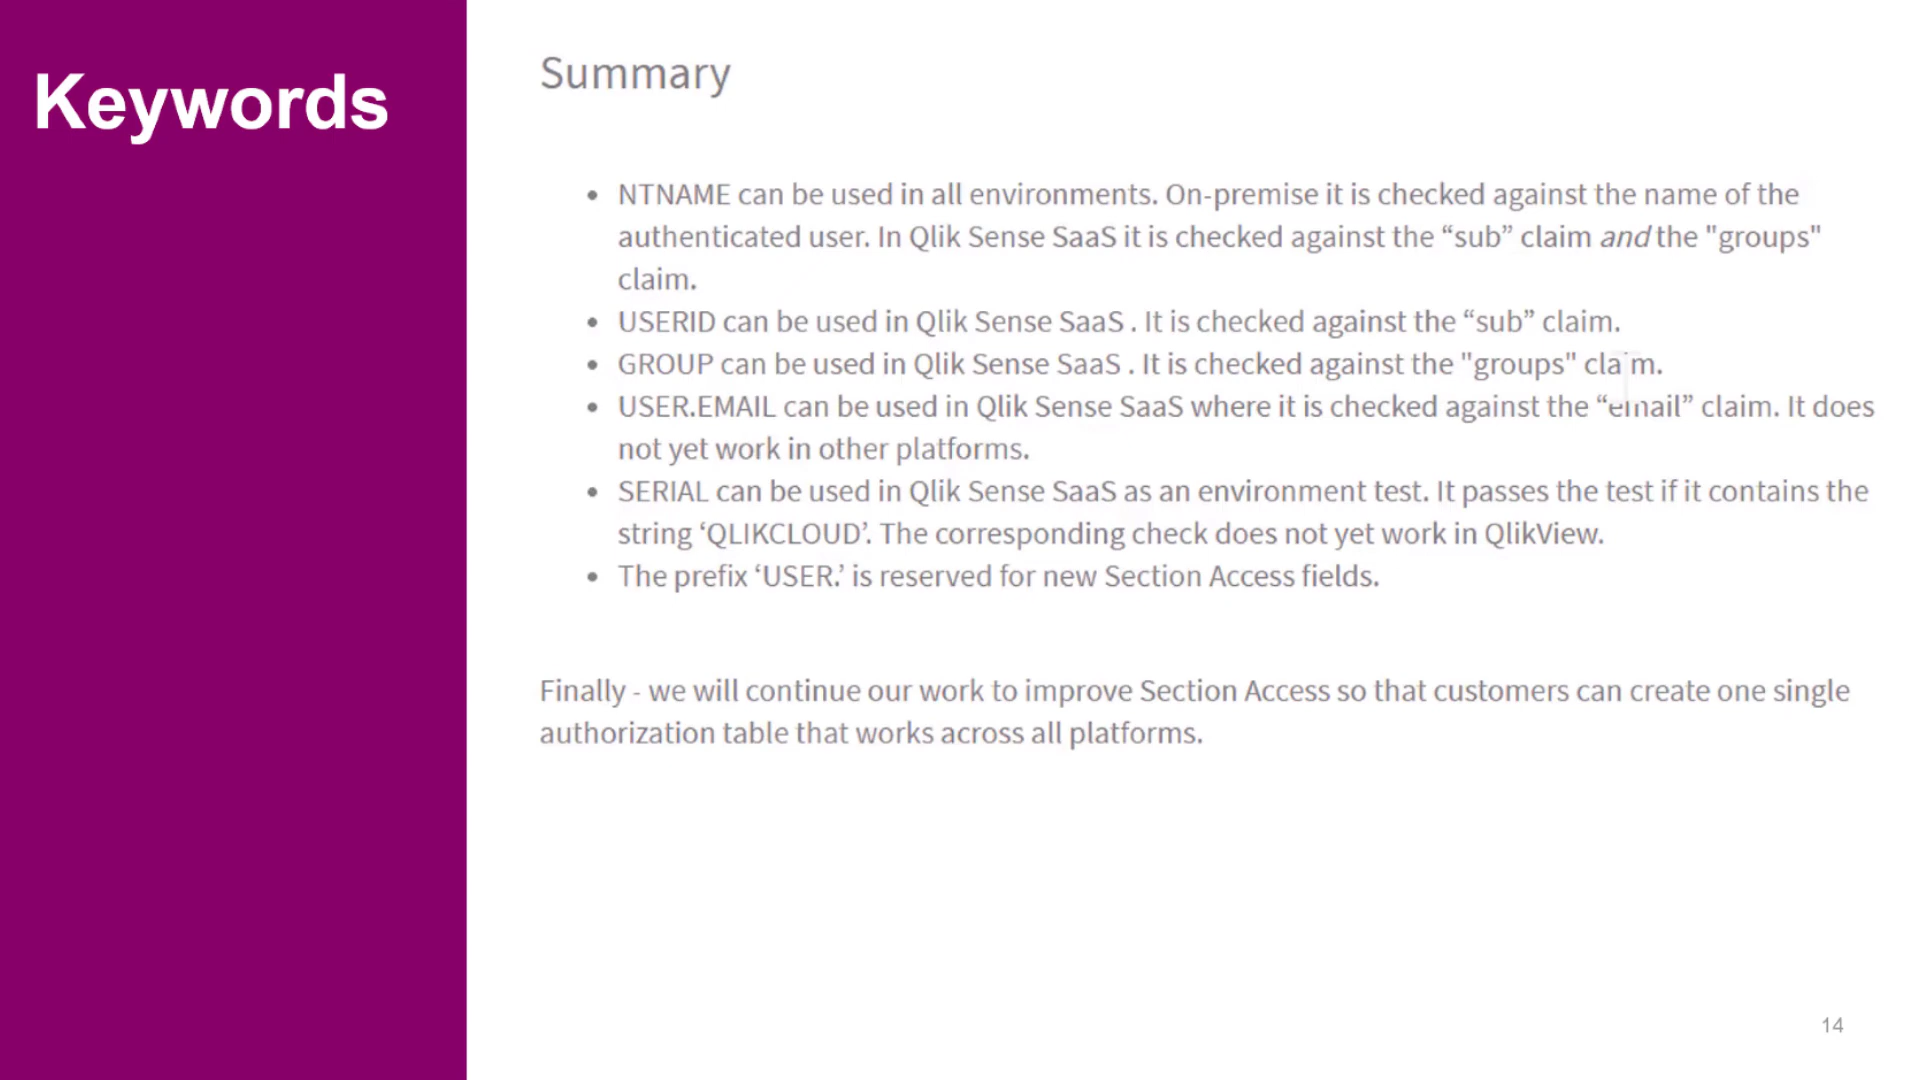 Keywords
Summary
• NTNAME can be used in all environments. On-premise it is checked against the name of the
authenticated user. In Qlik Sense SaaS it is checked against the “sub” claim and the "groups"
claim.
• USERID can be used in Qlik Sense SaaS . It is checked against the “sub” claim.
• GROUP can be used in Qlik Sense SaaS . It is checked against the "groups" claim.
• USER.EMAIL can be used in Qlik Sense SaaS where it is checked against the “email” claim. It does
not yet work in other platforms.
• SERIAL can be used in Qlik Sense SaaS as an environment test. It passes the test if it contains the
string ‘QLIKCLOUD’. The corresponding check does not yet work in QlikView.
• The prefix ‘USER.’ is reserved for new Section Access fields.
Finally - we will continue our work to improve Section Access so that customers can create one single
authorization table that works across all platforms.
14